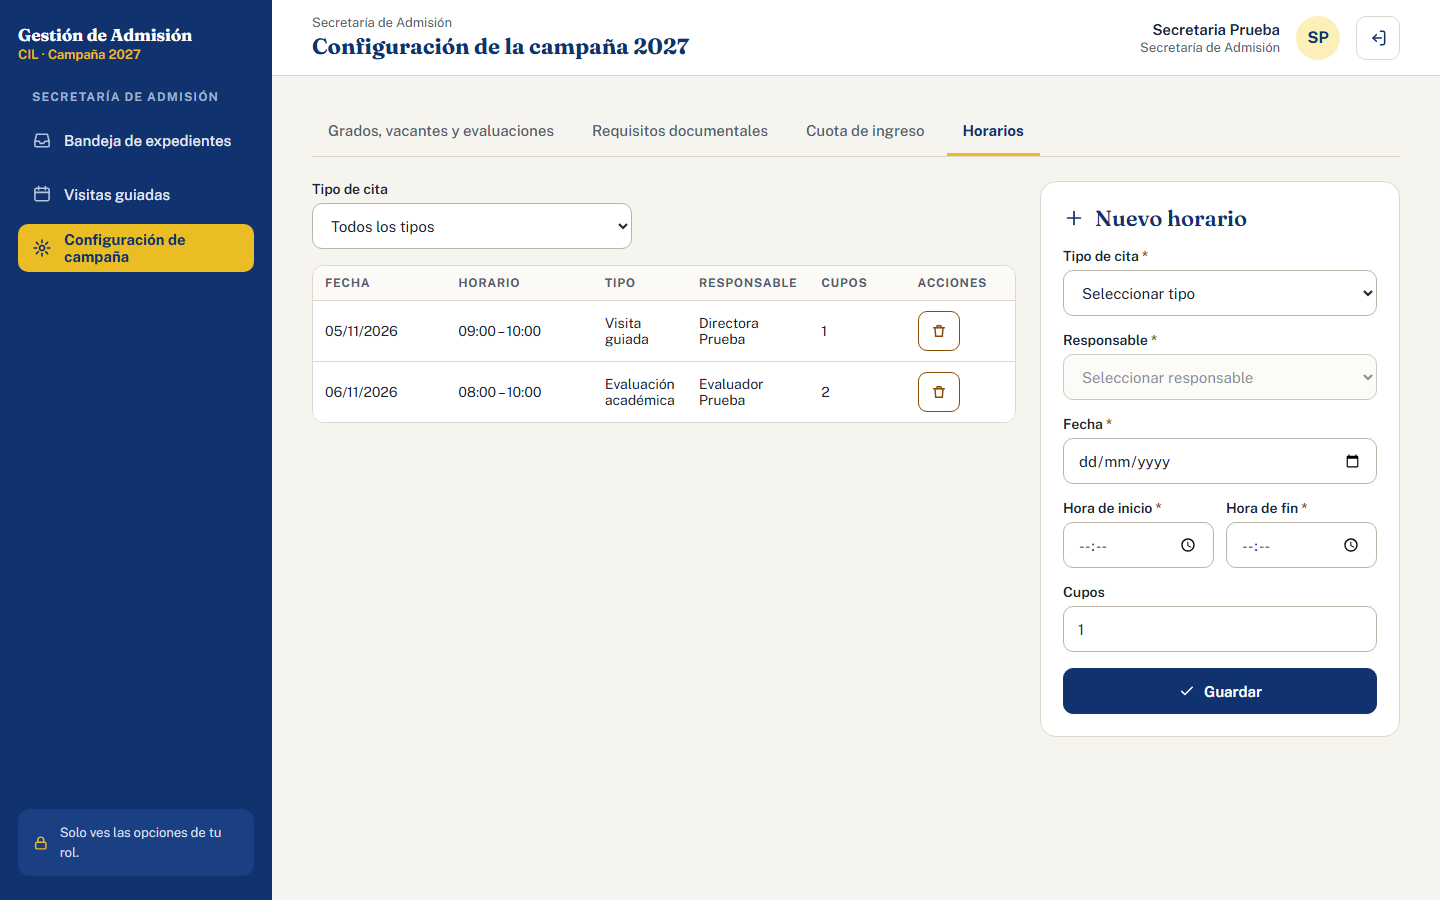 Gestión de Admisión
CIL · Campaña 2027
SECRETARÍA DE ADMISIÓN
Bandeja de expedientes
Visitas guiadas
Configuración de
campaña
Solo ves las opciones de tu
rol.
Secretaría de Admisión
Configuración de la campaña 2027
Secretaria Prueba
Secretaría de Admisión
SP
Grados, vacantes y evaluaciones
Requisitos documentales
Cuota de ingreso
Horarios
Tipo de cita
Todos los tipos
FECHA HORARIO TIPO RESPONSABLE CUPOS ACCIONES
05/11/2026 09:00–10:00 Visita guiada Directora Prueba 1
06/11/2026 08:00–10:00 Evaluación académica Evaluador Prueba 2
Nuevo horario
Tipo de cita *
Seleccionar tipo
Responsable *
Seleccionar responsable
Fecha *
dd/mm/yyyy
Hora de inicio * Hora de fin *
--:-- --:--
Cupos
1
Guardar